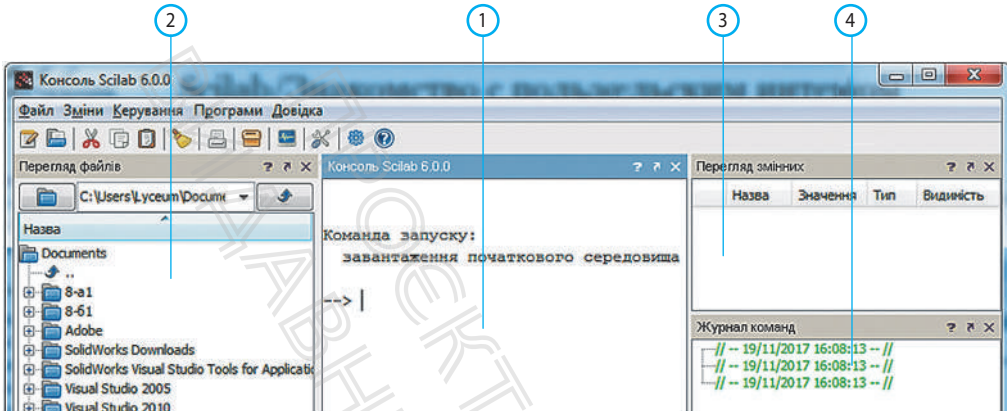 2
1
3
4
Консоль Scilab 6.0.0
Файл Зміни Керування Програми Довідка
Перегляд файлів
C:\Users\Lyceum\Docume
Назва
Documents
..
8-a1
8-61
Adobe
SolidWorks Downloads
SolidWorks Visual Studio Tools for Applicatio
Visual Studio 2005
Visual Studio 2010
Консоль Scilab 6.0.0
Команда запуску:
завантаження початкового середовища
-->
Перегляд змінних
Назва Значення Тип Видимість
Журнал команд
// -- 19/11/2017 16:08:13 -- //
// -- 19/11/2017 16:08:13 -- //
// -- 19/11/2017 16:08:13 -- //